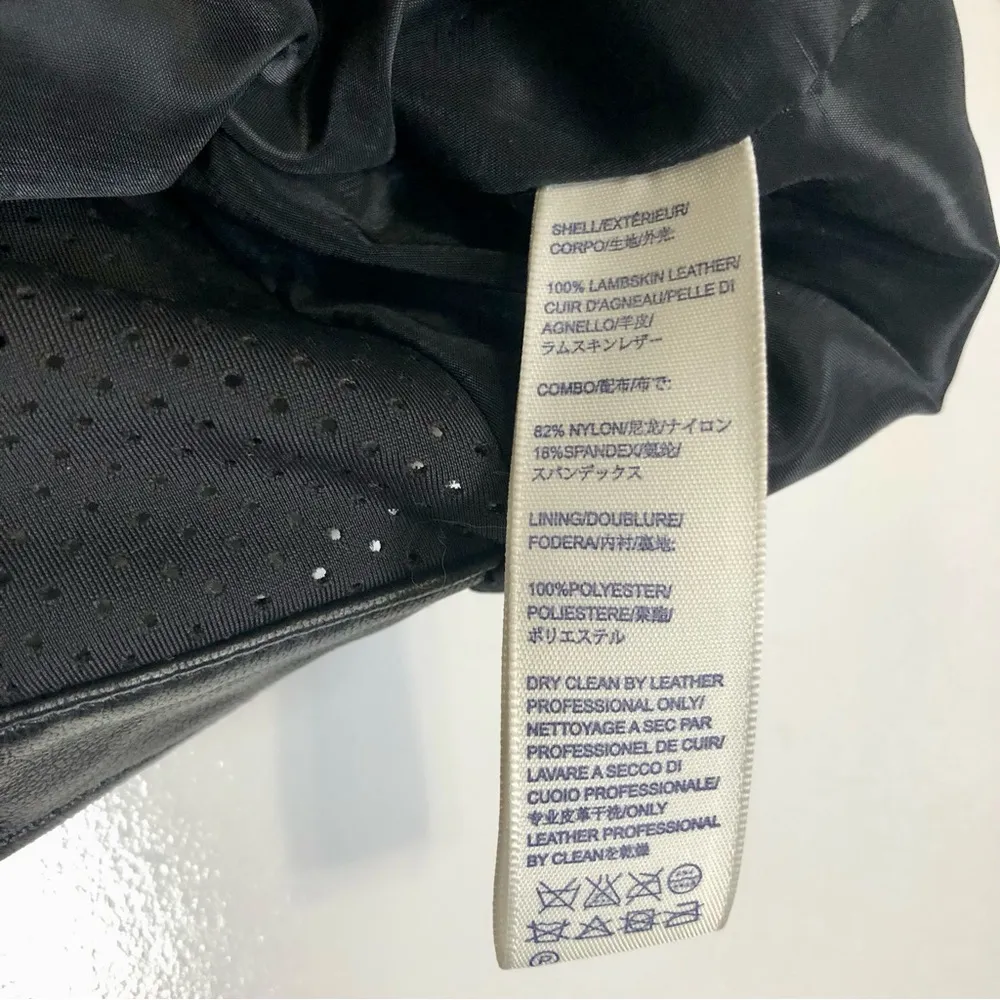 SHELL/EXTÉRIEUR/
CORPO/生地/外壳:
100% LAMBSKIN LEATHER/
CUIR D'AGNEAU/PELLE DI
AGNELLO/羊皮/
ラムスキンレザー
COMBO/配布/布で:
82% NYLON/尼龙/ナイロン
18%SPANDEX/氨纶/
スパンデックス
LINING/DOUBLURE/
FODERA/内衬/裏地:
100%POLYESTER/
POLIESTERE/聚酯/
ポリエステル
DRY CLEAN BY LEATHER
PROFESSIONAL ONLY/
NETTOYAGE A SEC PAR
PROFESSIONEL DE CUIR/
LAVARE A SECCO DI
CUOIO PROFESSIONALE/
专业皮革干洗/ONLY
LEATHER PROFESSIONAL
BY CLEANを乾燥